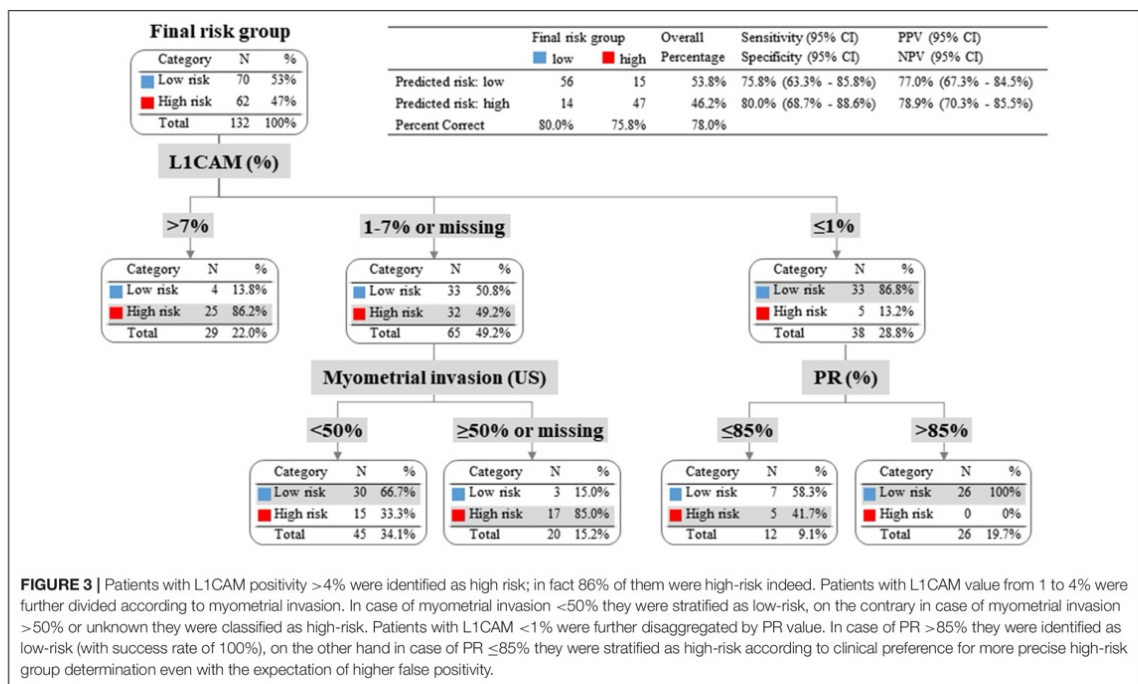 Final risk group
Category N %
Low risk 70 53%
High risk 62 47%
Total 132 100%
Final risk group Overall Sensitivity (95% CI) PPV (95% CI)
low high Percentage Specificity (95% CI) NPV (95% CI)
Predicted risk: low 56 15 53.8% 75.8% (63.3% - 85.8%) 77.0% (67.3% - 84.5%)
Predicted risk: high 14 47 46.2% 80.0% (68.7% - 88.6%) 78.9% (70.3% - 85.5%)
Percent Correct 80.0% 75.8% 78.0%
L1CAM (%)
>7% 1-7% or missing ≤1%
Category N %
Low risk 4 13.8%
High risk 25 86.2%
Total 29 22.0%
Category N %
Low risk 33 50.8%
High risk 32 49.2%
Total 65 49.2%
Category N %
Low risk 33 86.8%
High risk 5 13.2%
Total 38 28.8%
Myometrial invasion (US)
PR (%)
<50% ≥50% or missing ≤85% >85%
Category N %
Low risk 30 66.7%
High risk 15 33.3%
Total 45 34.1%
Category N %
Low risk 3 15.0%
High risk 17 85.0%
Total 20 15.2%
Category N %
Low risk 7 58.3%
High risk 5 41.7%
Total 12 9.1%
Category N %
Low risk 26 100%
High risk 0 0%
Total 26 19.7%
FIGURE 3 | Patients with L1CAM positivity >4% were identified as high risk; in fact 86% of them were high-risk indeed. Patients with L1CAM value from 1 to 4% were
further divided according to myometrial invasion. In case of myometrial invasion <50% they were stratified as low-risk, on the contrary in case of myometrial invasion
>50% or unknown they were classified as high-risk. Patients with L1CAM <1% were further disaggregated by PR value. In case of PR >85% they were identified as
low-risk (with success rate of 100%), on the other hand in case of PR ≤85% they were stratified as high-risk according to clinical preference for more precise high-risk
group determination even with the expectation of higher false positivity.